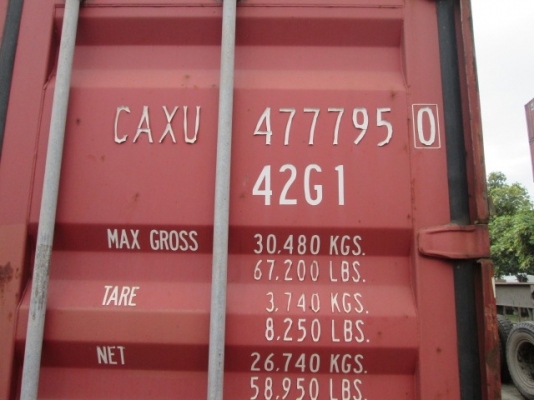 CAXU 477795 0
42G1
MAX GROSS 30.480 KGS.
67.200 LBS.
TARE 3.740 KGS.
8.250 LBS.
NET 26.740 KGS.
58.950 LBS.